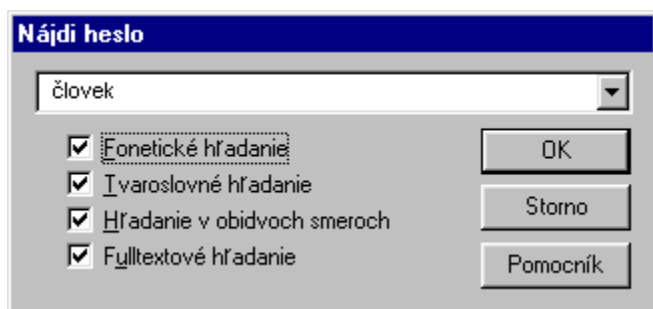 Nájdi heslo
človek
Fonetické hľadanie
OK
Tvaroslovné hľadanie
Hľadanie v obidvoch smeroch
Storno
Fulltextové hľadanie
Pomocník